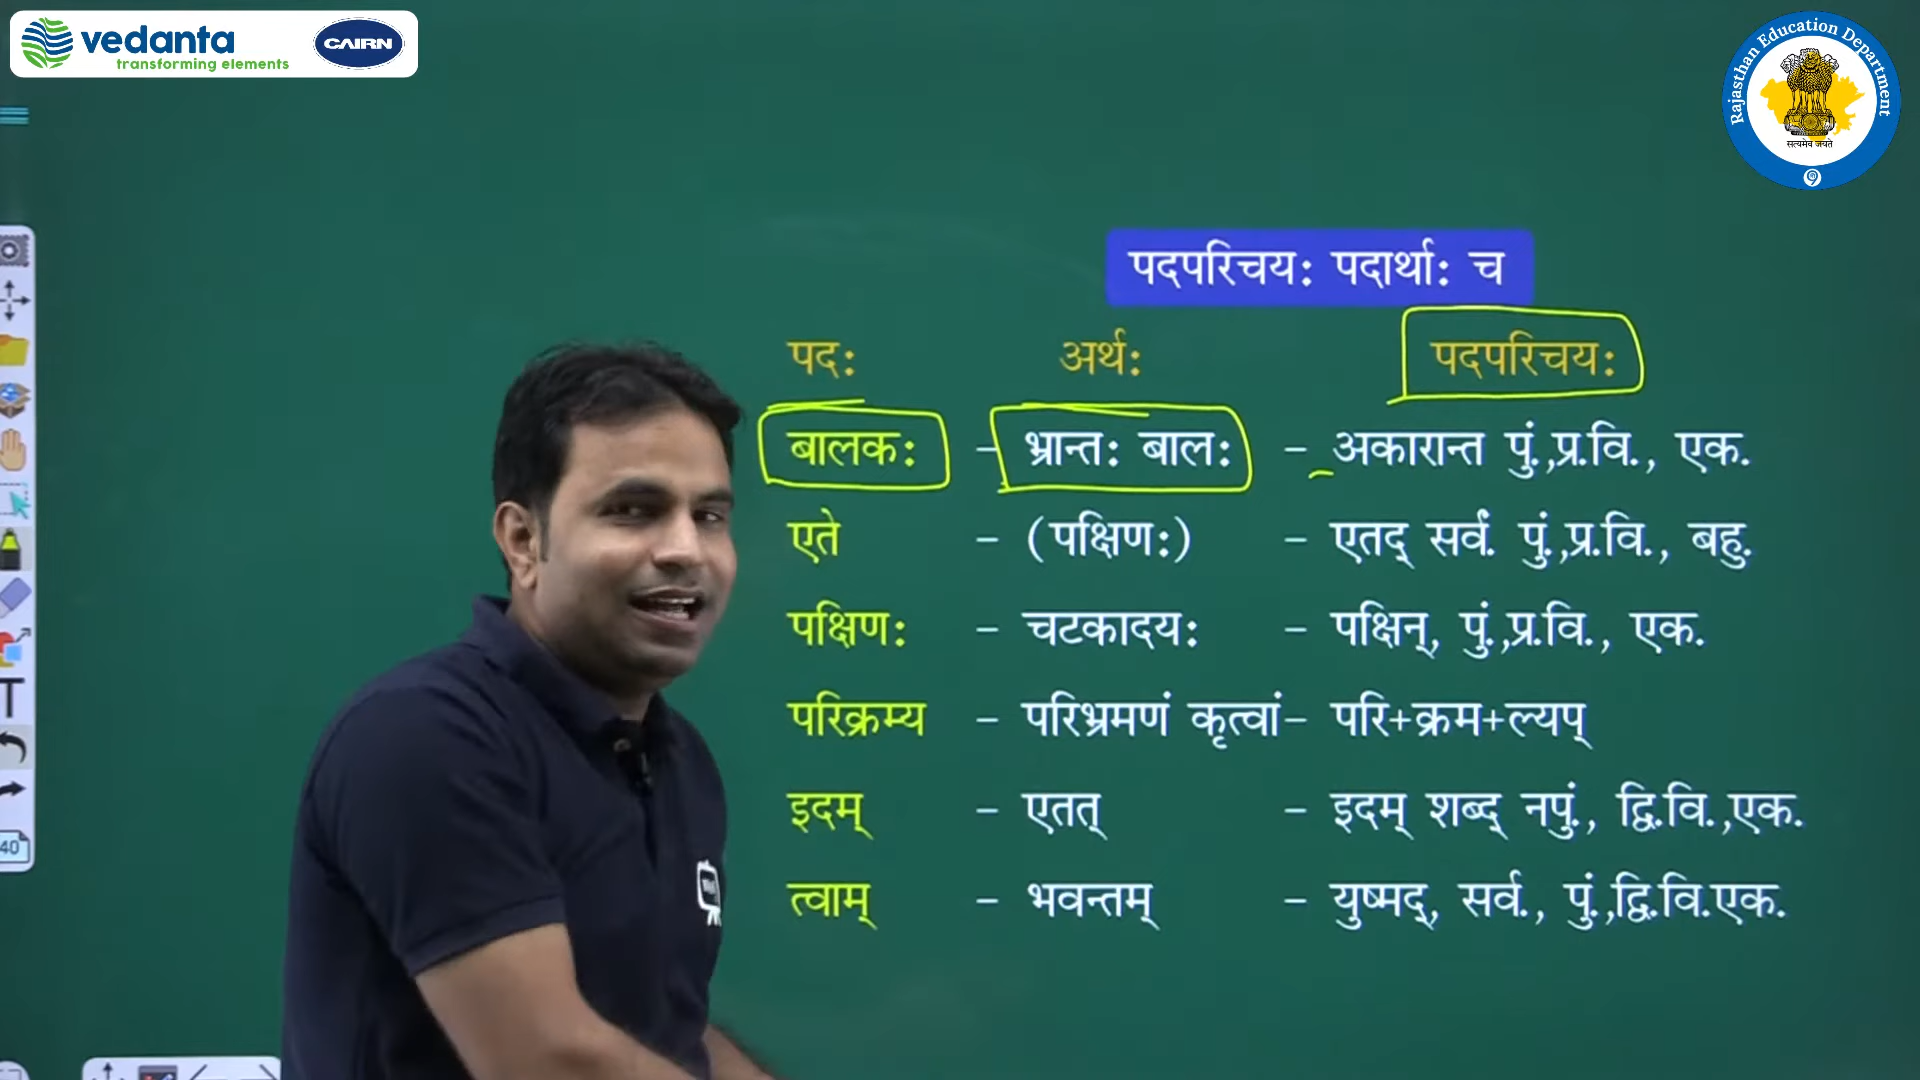 vedanta
transforming elements
CAIRN
Rajasthan Education Department
सत्यमेव जयते
पदपरिचय: पदार्था: च
पद: अर्थ: पदपरिचय:
बालक: - भ्रान्त: बाल: - अकारान्त पुं.,प्र.वि., एक.
एते - (पक्षिण:) - एतद् सर्वं. पुं.,प्र.वि., बहु.
पक्षिण: - चटकादय: - पक्षिन्, पुं.,प्र.वि., एक.
परिक्रम्य - परिभ्रमणं कृत्वां - परि+क्रम+ल्यप्
इदम् - एतत् - इदम् शब्द् नपुं., द्वि.वि.,एक.
त्वाम् - भवन्तम् - युष्मद्, सर्व., पुं.,द्वि.वि.एक.
T
40